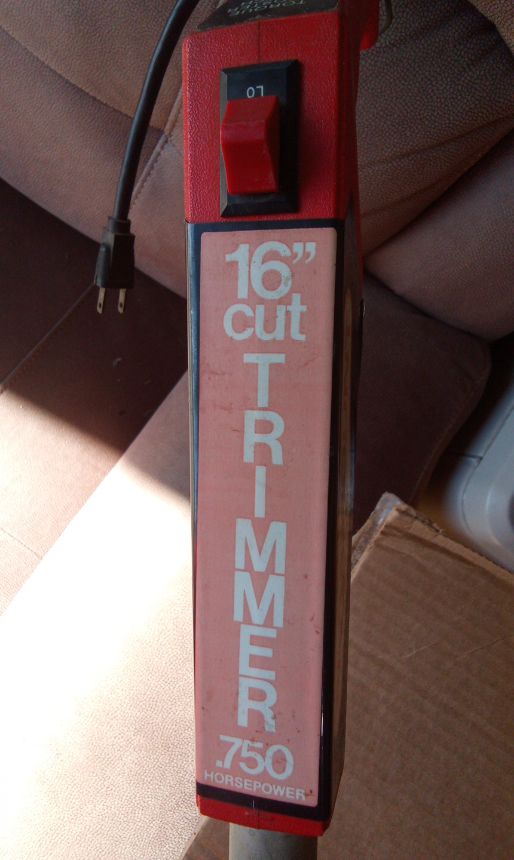 LO
16”
cut
TRIMMER
.750
HORSEPOWER